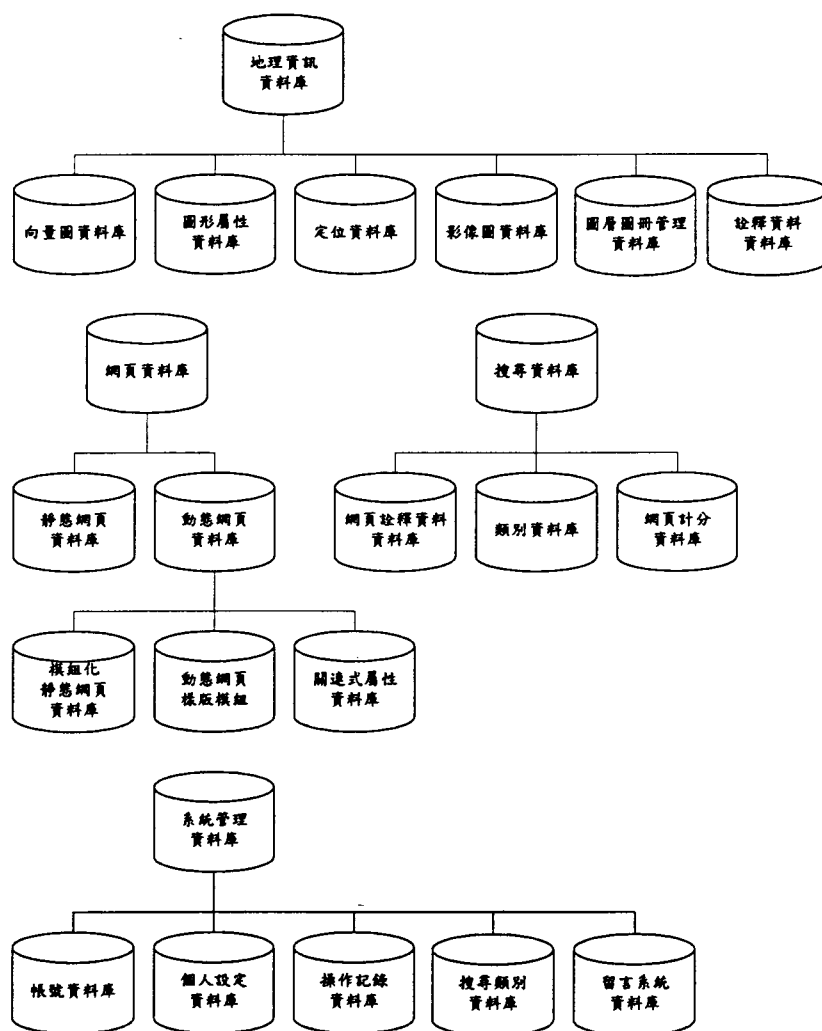 地理資訊
資料庫
向量圖資料庫
圖形屬性
資料庫
定位資料庫
影像圖資料庫
圖層圖冊管理
資料庫
詮釋資料
資料庫
網頁資料庫
搜尋資料庫
靜態網頁
資料庫
動態網頁
資料庫
網頁詮釋資料
資料庫
類別資料庫
網頁計分
資料庫
模組化
靜態網頁
資料庫
動態網頁
樣版模組
關連式屬性
資料庫
系統管理
資料庫
帳號資料庫
個人設定
資料庫
操作記錄
資料庫
搜尋類別
資料庫
留言系統
資料庫